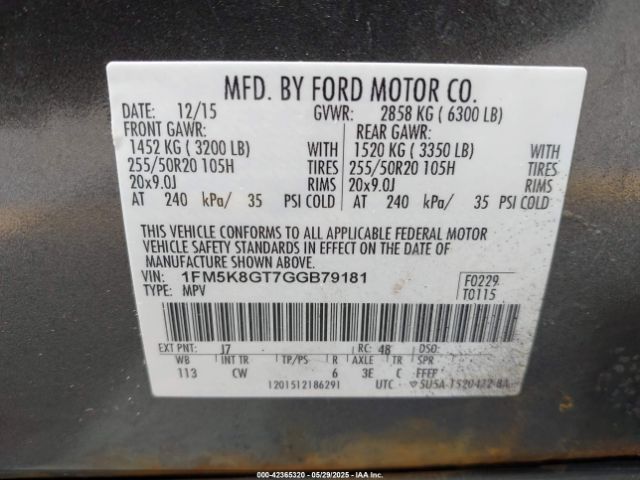 MFD. BY FORD MOTOR CO.
DATE: 12/15 GVWR: 2858 KG ( 6300 LB)
FRONT GAWR: REAR GAWR:
1452 KG ( 3200 LB) WITH 1520 KG ( 3350 LB) WITH
255/50R20 105H TIRES 255/50R20 105H TIRES
20x9.0J RIMS 20x9.0J RIMS
AT 240 kPa/ 35 PSI COLD AT 240 kPa/ 35 PSI COLD
THIS VEHICLE CONFORMS TO ALL APPLICABLE FEDERAL MOTOR
VEHICLE SAFETY STANDARDS IN EFFECT ON THE DATE OF
MANUFACTURE SHOWN ABOVE.
VIN: 1FM5K8GT7GGB79181 F0229
TYPE: MPV T0115
EXT PNT: J7 RC: 48 DSO:
WB INT TR TP/PS R AXLE TR SPR
113 CW 6 3E C FFFF
1201512186291 UTC
00-42365320 - 05/29/2025 - Copyright IAA, LLC